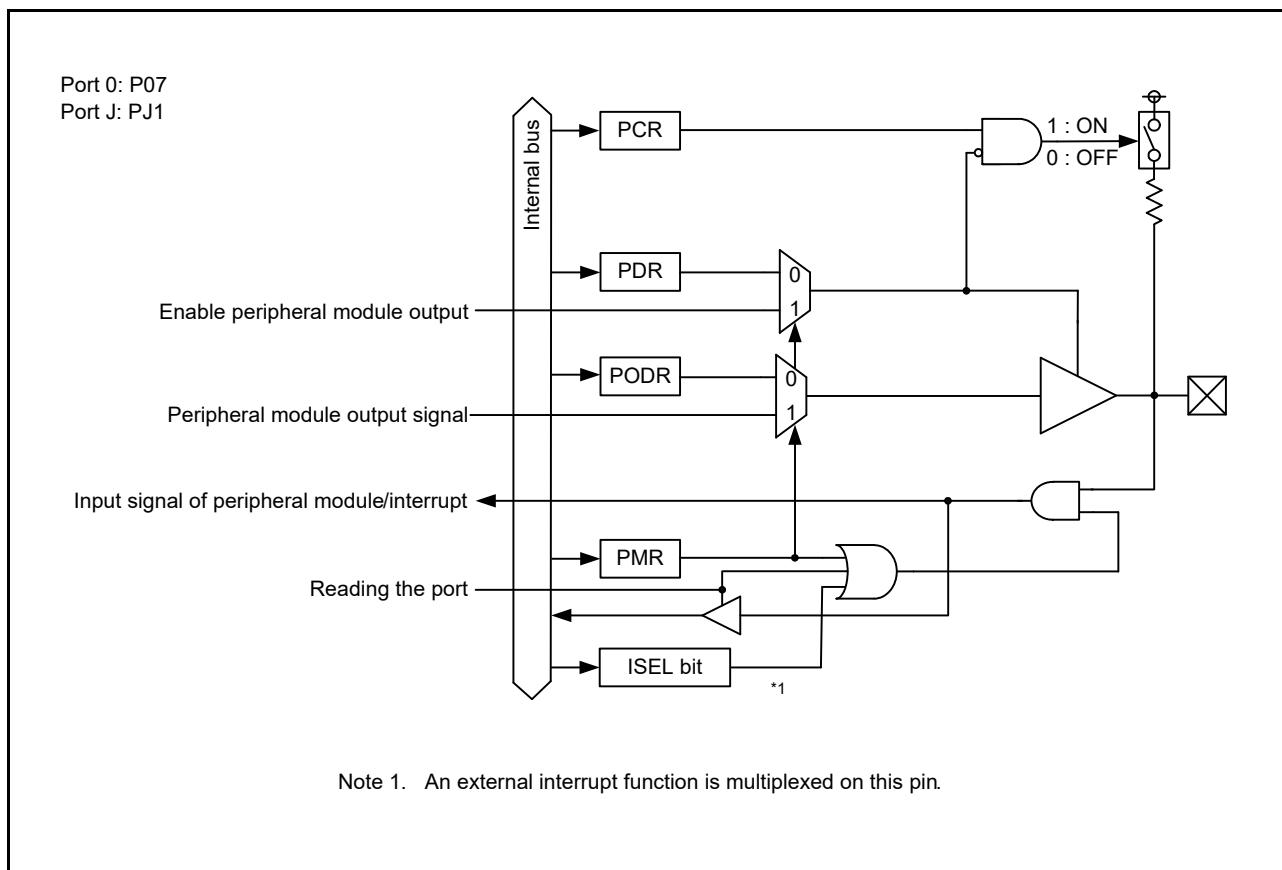 Port 0: P07
Port J: PJ1
Internal bus
PCR
1 : ON
0 : OFF
PDR
0
Enable peripheral module output
1
PODR
0
Peripheral module output signal
1
Input signal of peripheral module/interrupt
PMR
Reading the port
ISEL bit
*1
Note 1. An external interrupt function is multiplexed on this pin.